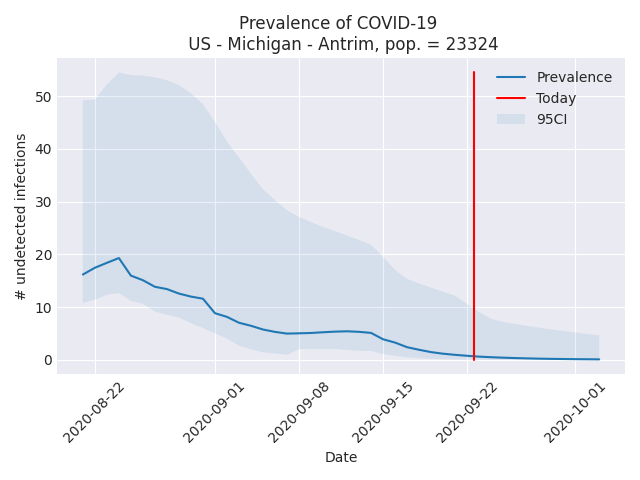 Prevalence of COVID-19
US - Michigan - Antrim, pop. = 23324
Prevalence
Today
95CI
# undetected infections
50
40
30
20
10
0
2020-08-22
2020-09-01
2020-09-08
2020-09-15
2020-09-22
2020-10-01
Date